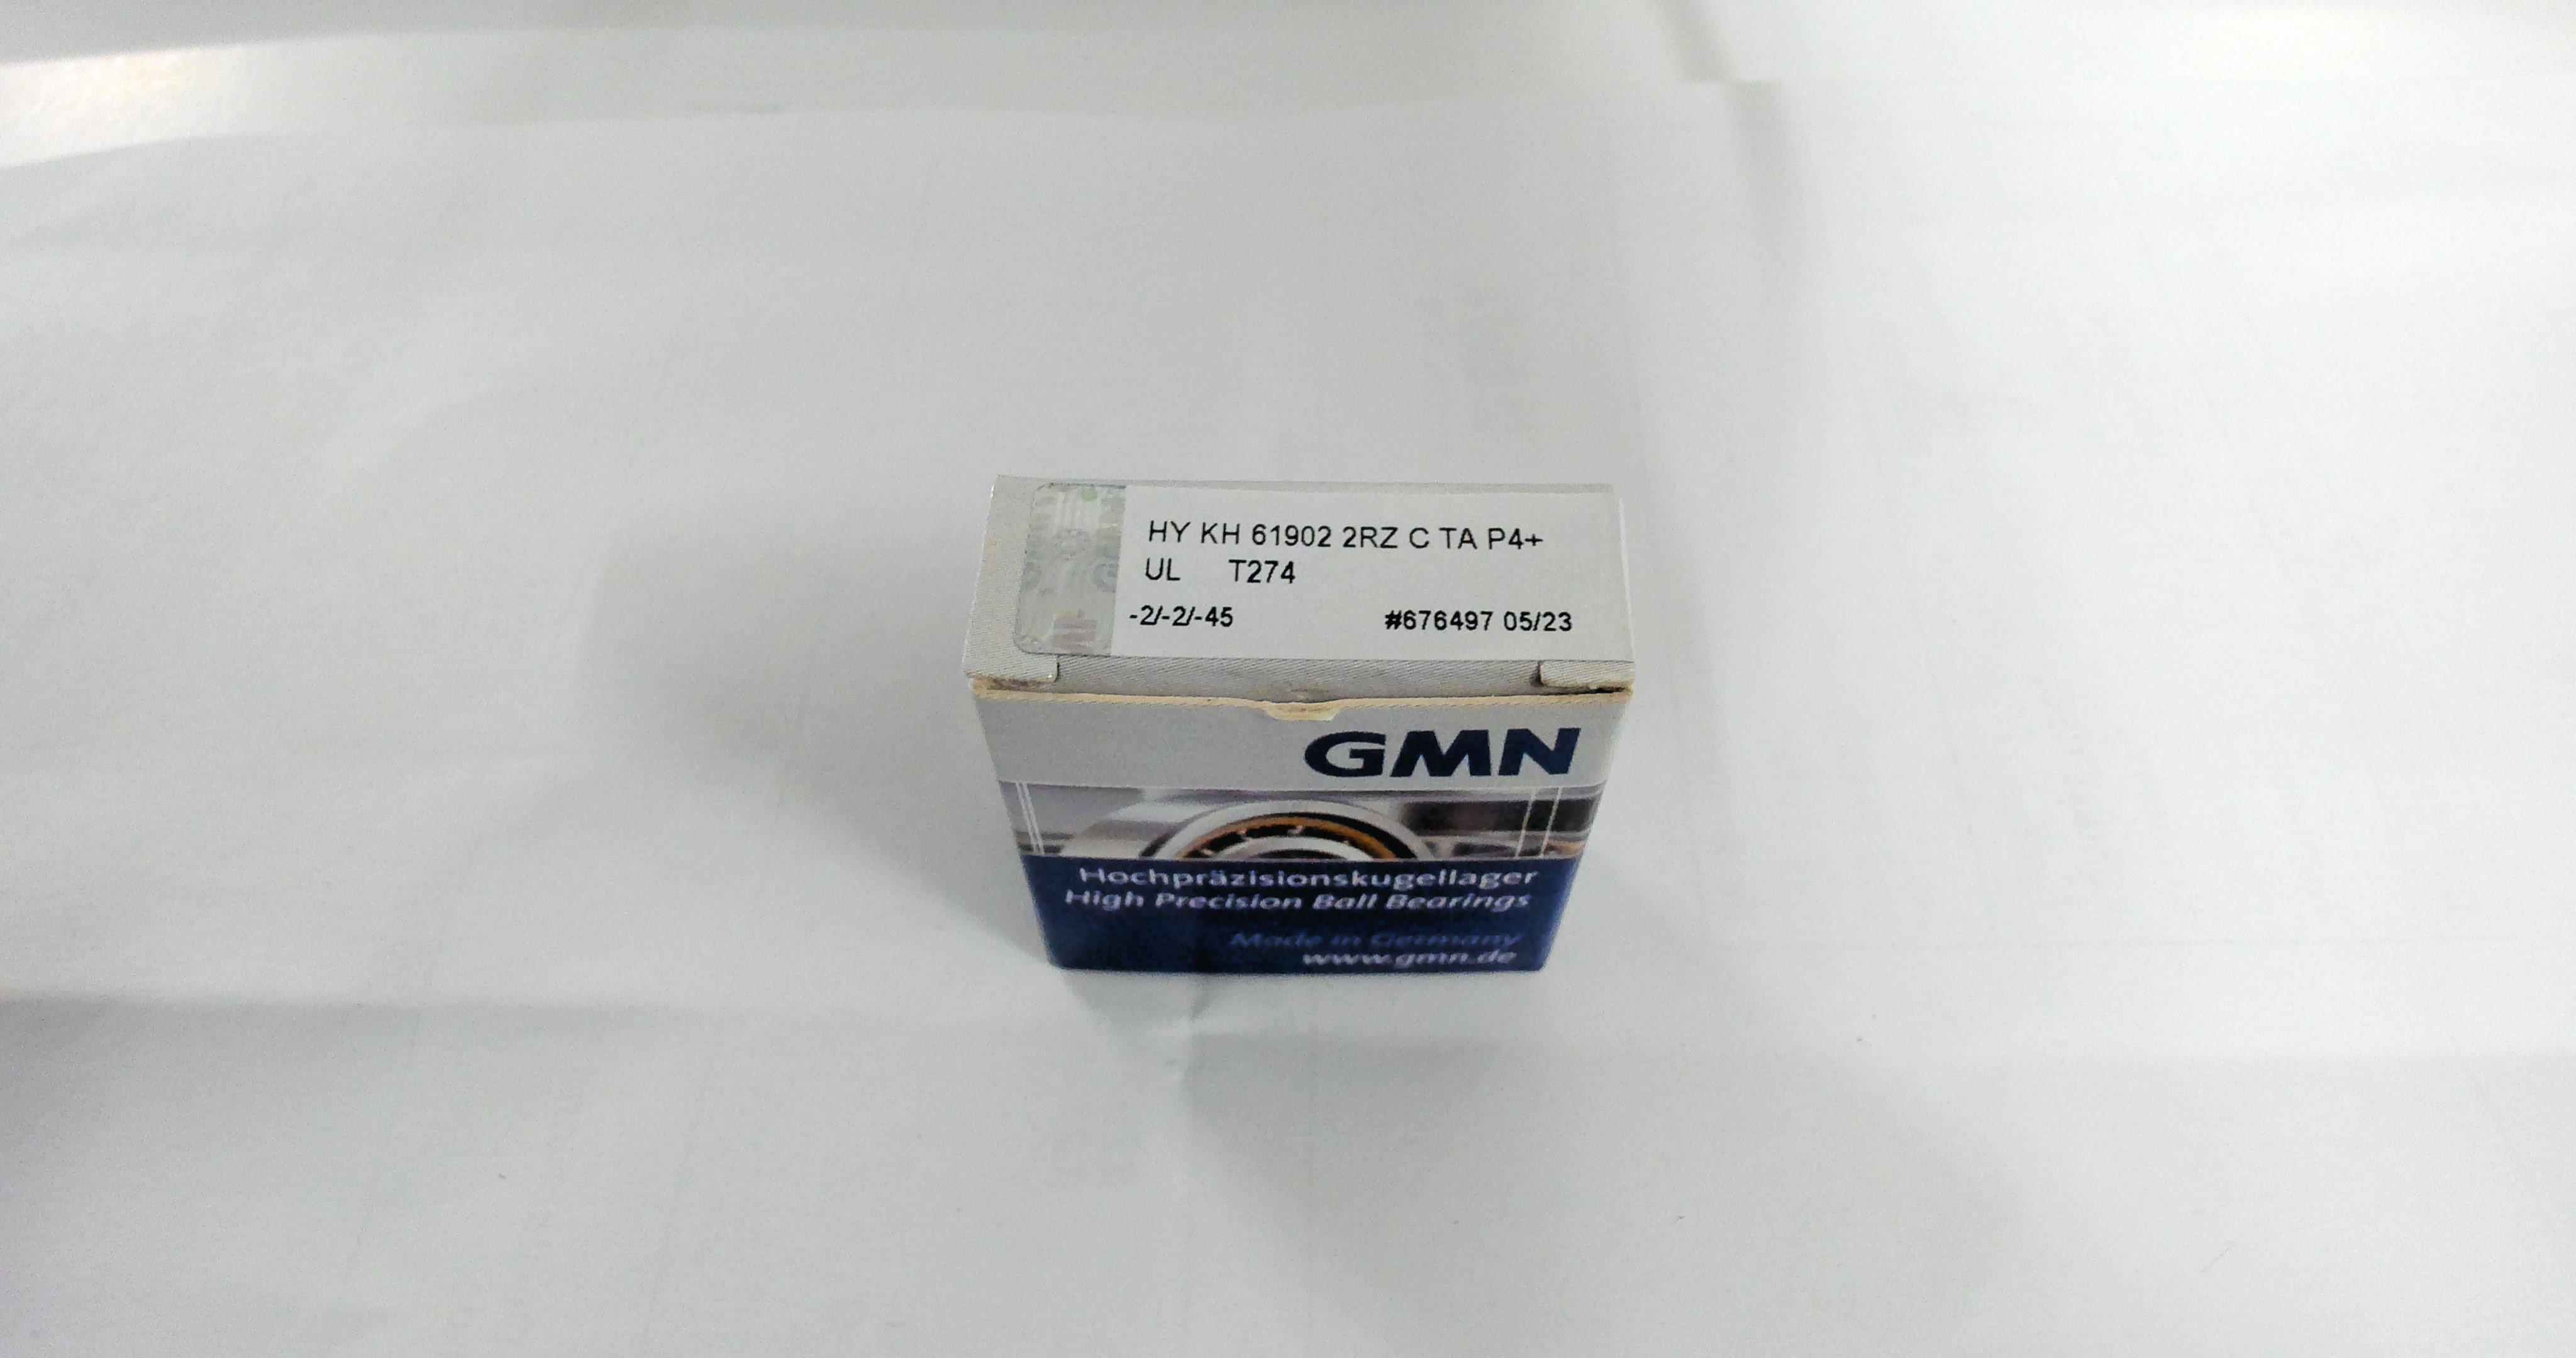 HY KH 61902 2RZ C TA P4+
UL T274
-2/-2/-45 #676497 05/23
GMN
Hochpräzisionskugellager
High Precision Ball Bearings
Made in Germany
www.gmn.de